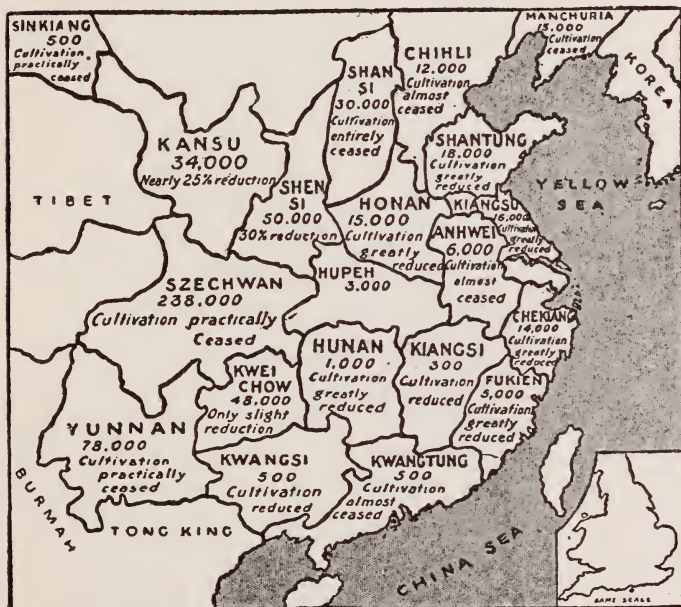 SINKIANG
500
Cultivation
practically
ceased
MANCHURIA
15.000
Cultivation
ceased
KOREA
CHIHLI
12.000
Cultivation
almost
ceased
SHAN
SI
30.000
Cultivation
entirely
ceased
KANSU
34,000
Nearly 25% reduction
SHANTUNG
18.000
Cultivation
greatly
reduced
YELLOW
SEA
TIBET
SHEN
SI
50.000
30% reduction
HONAN
15.000
Cultivation
greatly
reduced
KIANGSU
16,000
Cultivation
greatly
reduced
ANHWEI
6,000
Cultivation
almost
ceased
SZECHWAN
238,000
Cultivation practically
Ceased
HUPEH
3.000
CHEKIANG
14,000
Cultivation
greatly
reduced
HUNAN
1,000
Cultivation
greatly
reduced
KIANGSI
300
Cultivation
reduced
KWEI
CHOW
48,000
Only slight
reduction
FUKIEN
5,000
Cultivation
greatly
reduced
YUNNAN
78.000
Cultivation
practically
ceased
KWANGSI
500
Cultivation
reduced
KWANGTUNG
500
Cultivation
almost
ceased
BURMAH
TONG KING
CHINA SEA
SAME SCALE